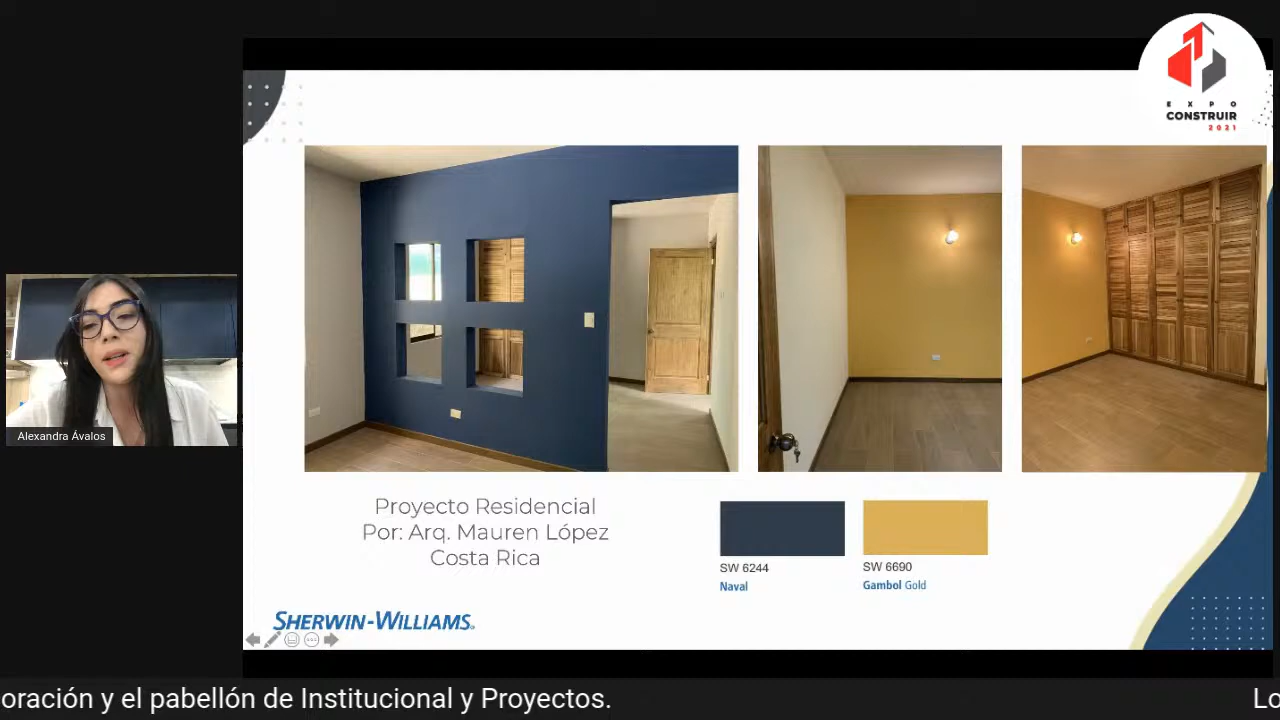 EXPO
CONSTRUIR
2021
Alexandra Ávalos
Proyecto Residencial
Por: Arq. Mauren López
Costa Rica
SW 6244
Naval
SW 6690
Gambol Gold
SHERWIN-WILLIAMS.
oración y el pabellón de Institucional y Proyectos.
Lo